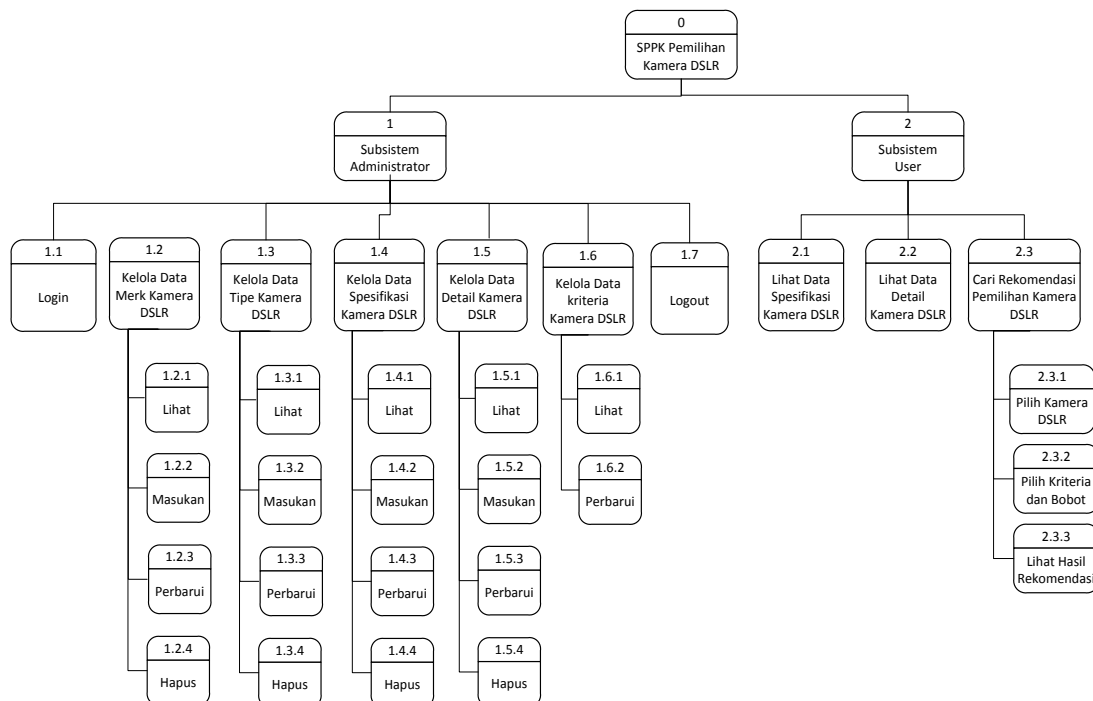 0
SPPK Pemilihan
Kamera DSLR
1
Subsistem
Administrator
2
Subsistem
User
1.1
Login
1.2
Kelola Data
Merk Kamera
DSLR
1.3
Kelola Data
Tipe Kamera
DSLR
1.4
Kelola Data
Spesifikasi
Kamera DSLR
1.5
Kelola Data
Detail Kamera
DSLR
1.6
Kelola Data
kriteria
Kamera DSLR
1.7
Logout
2.1
Lihat Data
Spesifikasi
Kamera DSLR
2.2
Lihat Data
Detail
Kamera DSLR
2.3
Cari Rekomendasi
Pemilihan Kamera
DSLR
1.2.1
Lihat
1.2.2
Masukan
1.2.3
Perbarui
1.2.4
Hapus
1.3.1
Lihat
1.3.2
Masukan
1.3.3
Perbarui
1.3.4
Hapus
1.4.1
Lihat
1.4.2
Masukan
1.4.3
Perbarui
1.4.4
Hapus
1.5.1
Lihat
1.5.2
Masukan
1.5.3
Perbarui
1.5.4
Hapus
1.6.1
Lihat
1.6.2
Perbarui
2.3.1
Pilih Kamera
DSLR
2.3.2
Pilih Kriteria
dan Bobot
2.3.3
Lihat Hasil
Rekomendasi